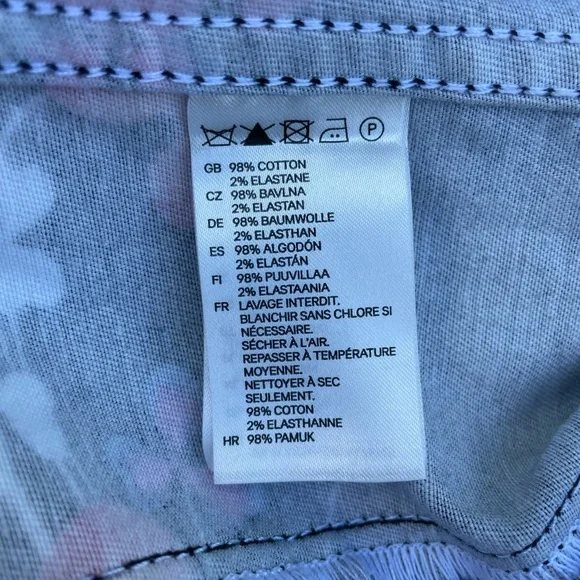 P
GB 98% COTTON
2% ELASTANE
CZ 98% BAVLNA
2% ELASTAN
DE 98% BAUMWOLLE
2% ELASTHAN
ES 98% ALGODÓN
2% ELASTÁN
FI 98% PUUVILLAA
2% ELASTAANIA
FR LAVAGE INTERDIT.
BLANCHIR SANS CHLORE SI
NÉCESSAIRE.
SÉCHER À L'AIR.
REPASSER À TEMPÉRATURE
MOYENNE.
NETTOYER À SEC
SEULEMENT.
98% COTON
2% ELASTHANNE
HR 98% PAMUK